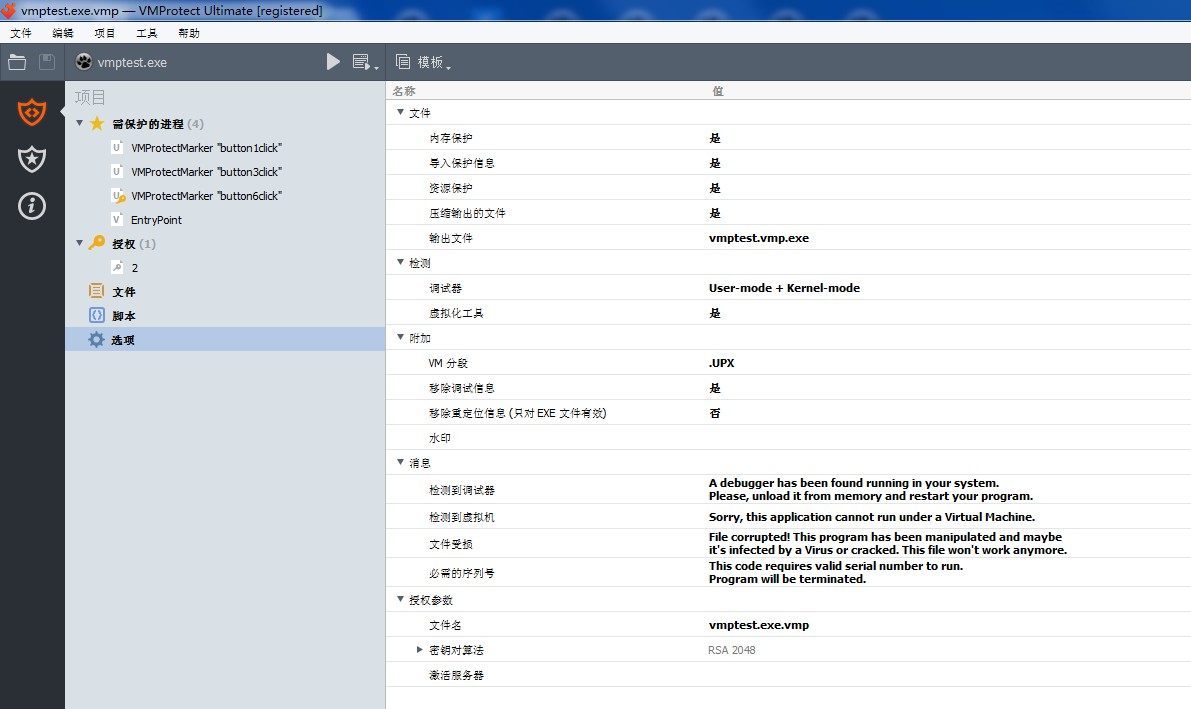 vmptest.exe.vmp — VMProtect Ultimate [registered]
文件 编辑 项目 工具 帮助
vmptest.exe
模板
项目
需保护的进程 (4)
VMProtectMarker "button1click"
VMProtectMarker "button3click"
VMProtectMarker "button6click"
EntryPoint
授权 (1)
2
文件
脚本
选项
名称 值
文件
内存保护 是
导入保护信息 是
资源保护 是
压缩输出的文件 是
输出文件 vmptest.vmp.exe
检测
调试器 User-mode + Kernel-mode
虚拟化工具 是
附加
VM 分段 .UPX
移除调试信息 是
移除重定位信息 (只对 EXE 文件有效) 否
水印
消息
检测到调试器 A debugger has been found running in your system.
Please, unload it from memory and restart your program.
检测到虚拟机 Sorry, this application cannot run under a Virtual Machine.
文件受损 File corrupted! This program has been manipulated and maybe
it's infected by a Virus or cracked. This file won't work anymore.
必需的序列号 This code requires valid serial number to run.
Program will be terminated.
授权参数
文件名 vmptest.exe.vmp
密钥对算法 RSA 2048
激活服务器